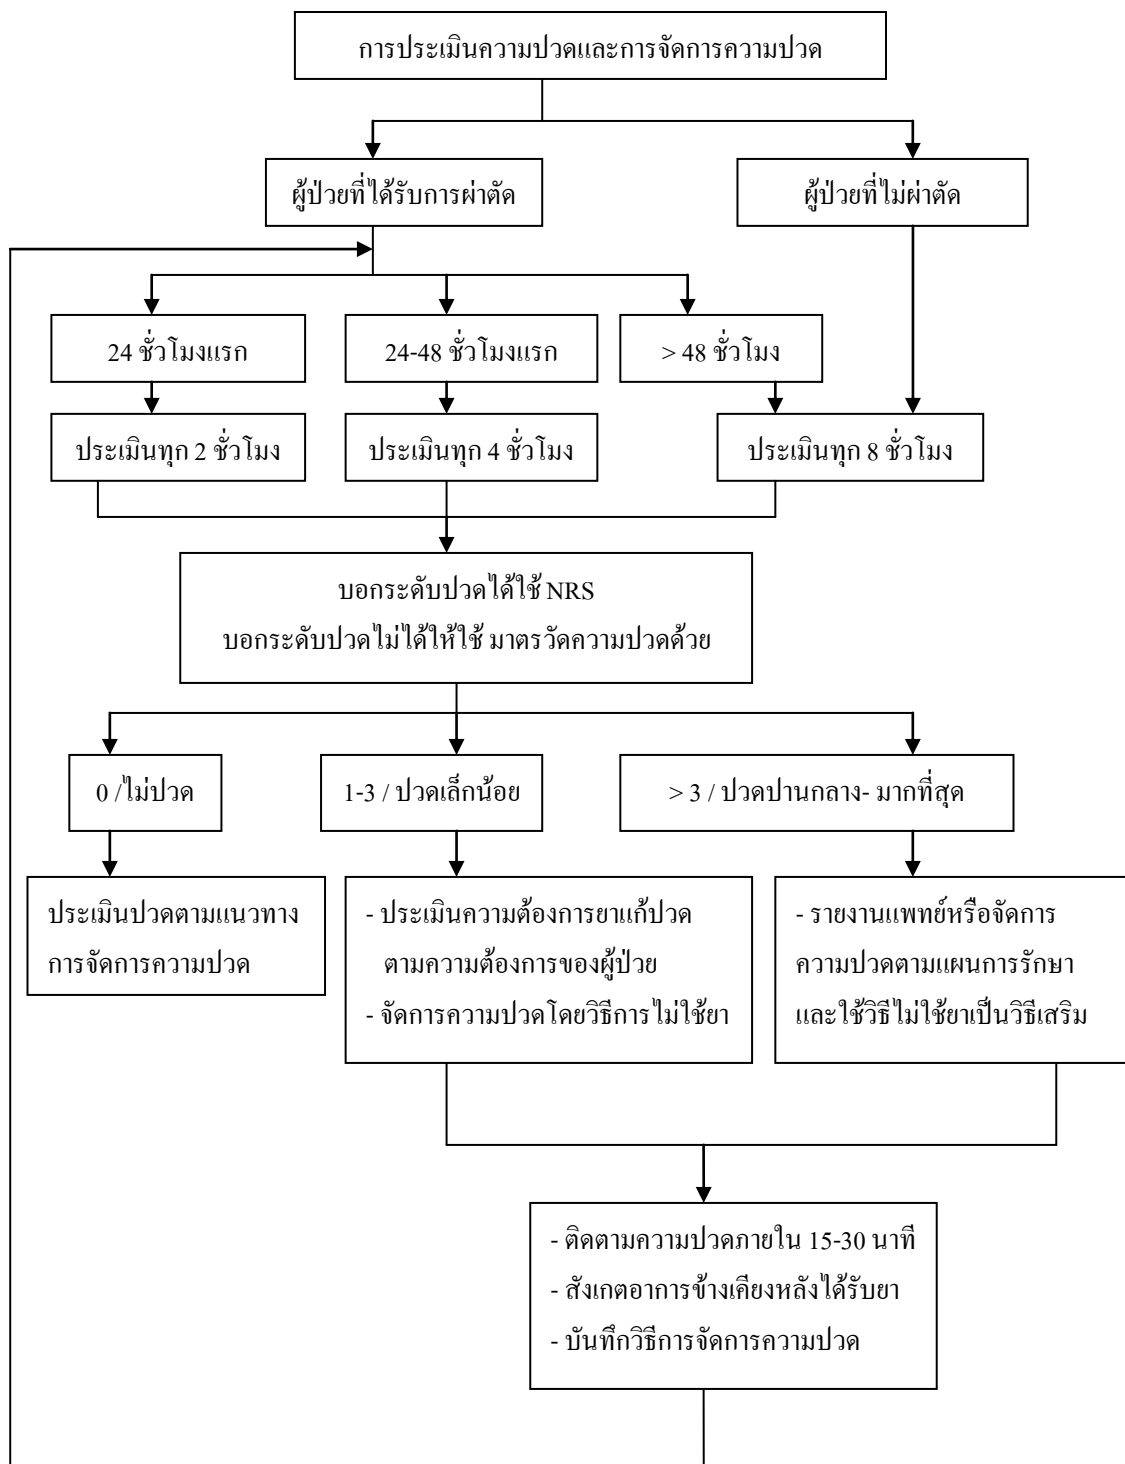 การประเมินความปวดและการจัดการความปวด
ผู้ป่วยที่ได้รับการผ่าตัด
ผู้ป่วยที่ไม่ผ่าตัด
24 ชั่วโมงแรก
24-48 ชั่วโมงแรก
> 48 ชั่วโมง
ประเมินทุก 2 ชั่วโมง
ประเมินทุก 4 ชั่วโมง
ประเมินทุก 8 ชั่วโมง
บอกระดับปวดได้ใช้ NRS
บอกระดับปวดไม่ได้ให้ใช้ มาตรวัดความปวดด้วย
0 /ไม่ปวด
1-3 / ปวดเล็กน้อย
> 3 / ปวดปานกลาง- มากที่สุด
ประเมินปวดตามแนวทาง
การจัดการความปวด
- ประเมินความต้องการยาแก้ปวด
ตามความต้องการของผู้ป่วย
- จัดการความปวดโดยวิธีการไม่ใช้ยา
- รายงานแพทย์หรือจัดการ
ความปวดตามแผนการรักษา
และใช้วิธีไม่ใช้ยาเป็นวิธีเสริม
- ติดตามความปวดภายใน 15-30 นาที
- สังเกตอาการข้างเคียงหลังได้รับยา
- บันทึกวิธีการจัดการความปวด